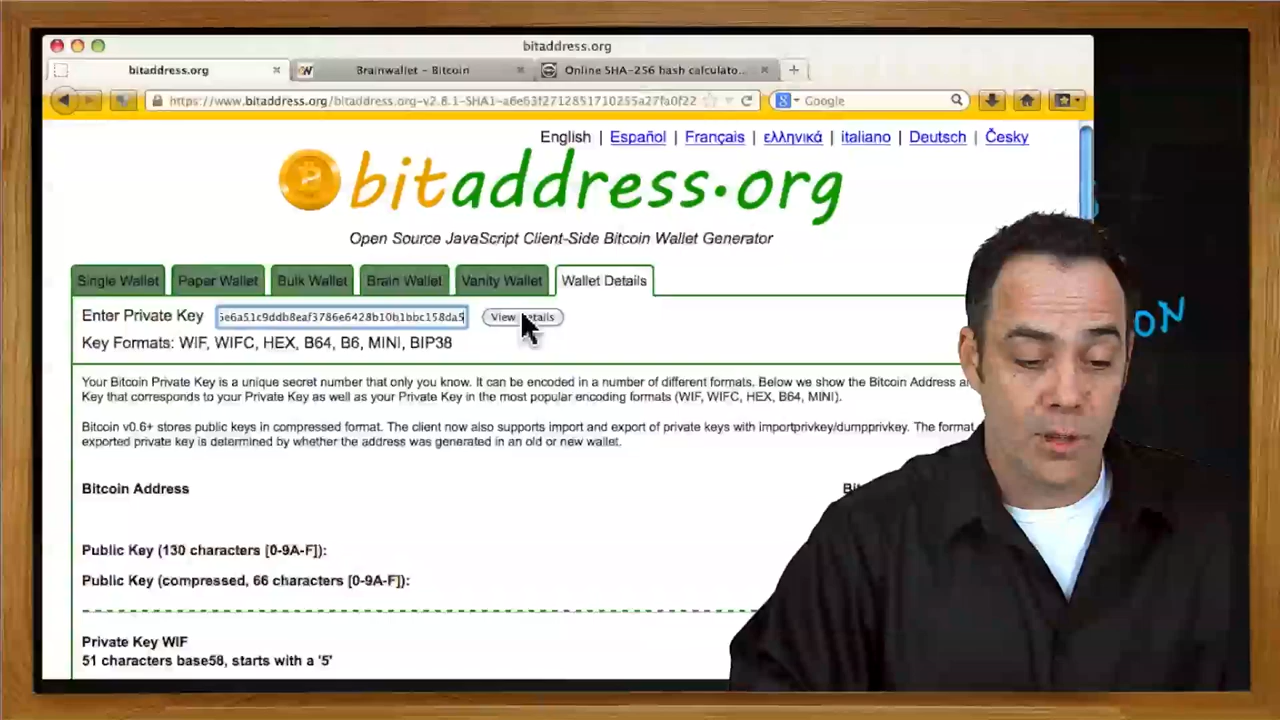 bitaddress.org
bitaddress.org
Brainwallet - Bitcoin
Online SHA-256 hash calculato...
https://www.bitaddress.org/bitaddress.org-v2.8.1-SHA1-a6e63f2712851710255a27fa0f22
Google
English | Español | Français | ελληνικά | italiano | Deutsch | Česky
bitaddress.org
Open Source JavaScript Client-Side Bitcoin Wallet Generator
Single Wallet Paper Wallet Bulk Wallet Brain Wallet Vanity Wallet Wallet Details
Enter Private Key 5e6a51c9ddb8eaf3786e6428b10b1bbc158da5 View Details
Key Formats: WIF, WIFC, HEX, B64, B6, MINI, BIP38
Your Bitcoin Private Key is a unique secret number that only you know. It can be encoded in a number of different formats. Below we show the Bitcoin Address a
Key that corresponds to your Private Key as well as your Private Key in the most popular encoding formats (WIF, WIFC, HEX, B64, MINI).
Bitcoin v0.6+ stores public keys in compressed format. The client now also supports import and export of private keys with importprivkey/dumpprivkey. The format
exported private key is determined by whether the address was generated in an old or new wallet.
Bitcoin Address
Public Key (130 characters [0-9A-F]):
Public Key (compressed, 66 characters [0-9A-F]):
Private Key WIF
51 characters base58, starts with a '5'